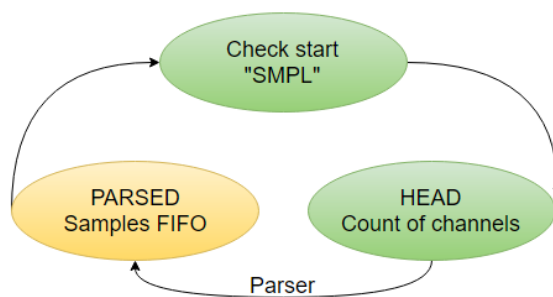 Check start
"SMPL"
PARSED
Samples FIFO
HEAD
Count of channels
Parser